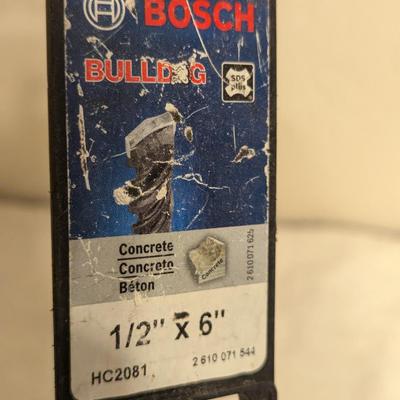 BOSCH
BULLDOG
SDS
plus
Concrete
Concreto
Béton
Concrete
2 610 071 625
1/2" x 6"
HC2081
2 610 071 544